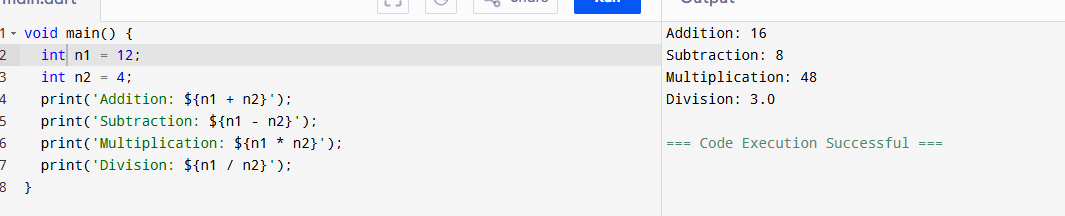 main.dart
Share
Run
Output
1 void main() {
2 int n1 = 12;
3 int n2 = 4;
4 print('Addition: ${n1 + n2}');
5 print('Subtraction: ${n1 - n2}');
6 print('Multiplication: ${n1 * n2}');
7 print('Division: ${n1 / n2}');
8 }
Addition: 16
Subtraction: 8
Multiplication: 48
Division: 3.0
=== Code Execution Successful ===